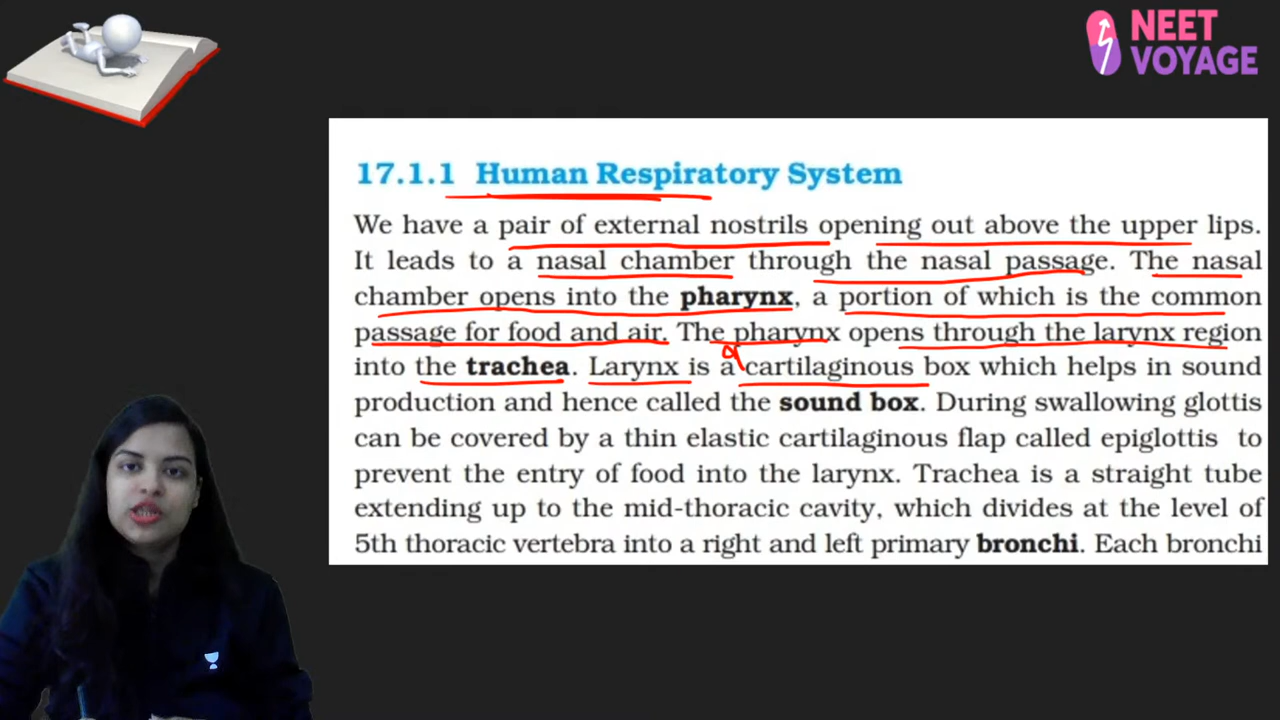 NEET
VOYAGE
17.1.1 Human Respiratory System
We have a pair of external nostrils opening out above the upper lips.
It leads to a nasal chamber through the nasal passage. The nasal
chamber opens into the pharynx, a portion of which is the common
passage for food and air. The pharynx opens through the larynx region
into the trachea. Larynx is a cartilaginous box which helps in sound
production and hence called the sound box. During swallowing glottis
can be covered by a thin elastic cartilaginous flap called epiglottis to
prevent the entry of food into the larynx. Trachea is a straight tube
extending up to the mid-thoracic cavity, which divides at the level of
5th thoracic vertebra into a right and left primary bronchi. Each bronchi